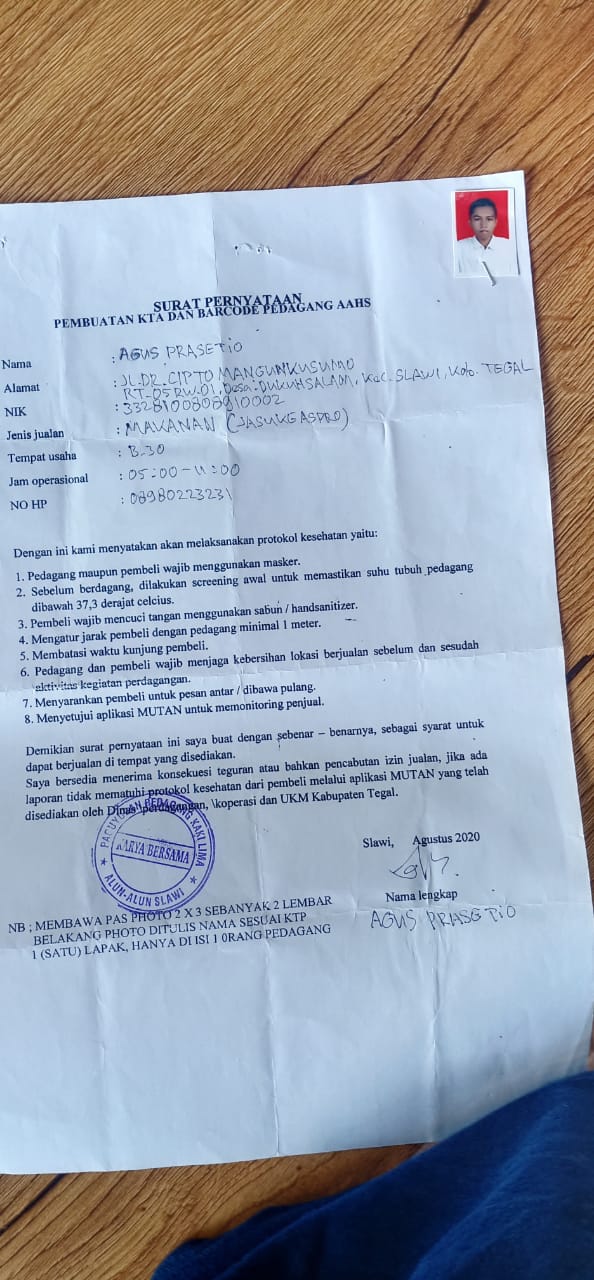 SURAT PERNYATAAN
PEMBUATAN KTA DAN BARCODE PEDAGANG AAHS
Nama : AGUS PRASETIO
Alamat : JL.DR. CIPTO MANGUNKUSUMO
RT-05 RW-01, Desa: DUKUHSALAM, Kec. SLAWI, Kab. TEGAL
NIK : 3328100808910002
Jenis jualan : MAKANAN (JASUKE ASPRO)
Tempat usaha : B-30
Jam operasional : 05:00-11:00
NO HP : 08980223231
Dengan ini kami menyatakan akan melaksanakan protokol kesehatan yaitu:
1. Pedagang maupun pembeli wajib menggunakan masker.
2. Sebelum berdagang, dilakukan screening awal untuk memastikan suhu tubuh pedagang
dibawah 37,3 derajat celcius.
3. Pembeli wajib mencuci tangan menggunakan sabun / handsanitizer.
4. Mengatur jarak pembeli dengan pedagang minimal 1 meter.
5. Membatasi waktu kunjung pembeli.
6. Pedagang dan pembeli wajib menjaga kebersihan lokasi berjualan sebelum dan sesudah
aktivitas kegiatan perdagangan.
7. Menyarankan pembeli untuk pesan antar / dibawa pulang.
8. Menyetujui aplikasi MUTAN untuk memonitoring penjual.
Demikian surat pernyataan ini saya buat dengan sebenar – benarnya, sebagai syarat untuk
dapat berjualan di tempat yang disediakan.
Saya bersedia menerima konsekuesi teguran atau bahkan pencabutan izin jualan, jika ada
laporan tidak mematuhi protokol kesehatan dari pembeli melalui aplikasi MUTAN yang telah
disediakan oleh Dinas \perdagangan, \koperasi dan UKM Kabupaten Tegal.
PAGUYUBAN PEDAGANG KAKI LIMA
KARYA BERSAMA
ALUN-ALUN SLAWI
Slawi, Agustus 2020
Nama lengkap
AGUS PRASETIO
NB ; MEMBAWA PAS PHOTO 2 X 3 SEBANYAK 2 LEMBAR
BELAKANG PHOTO DITULIS NAMA SESUAI KTP
1 (SATU) LAPAK, HANYA DI ISI 1 0RANG PEDAGANG